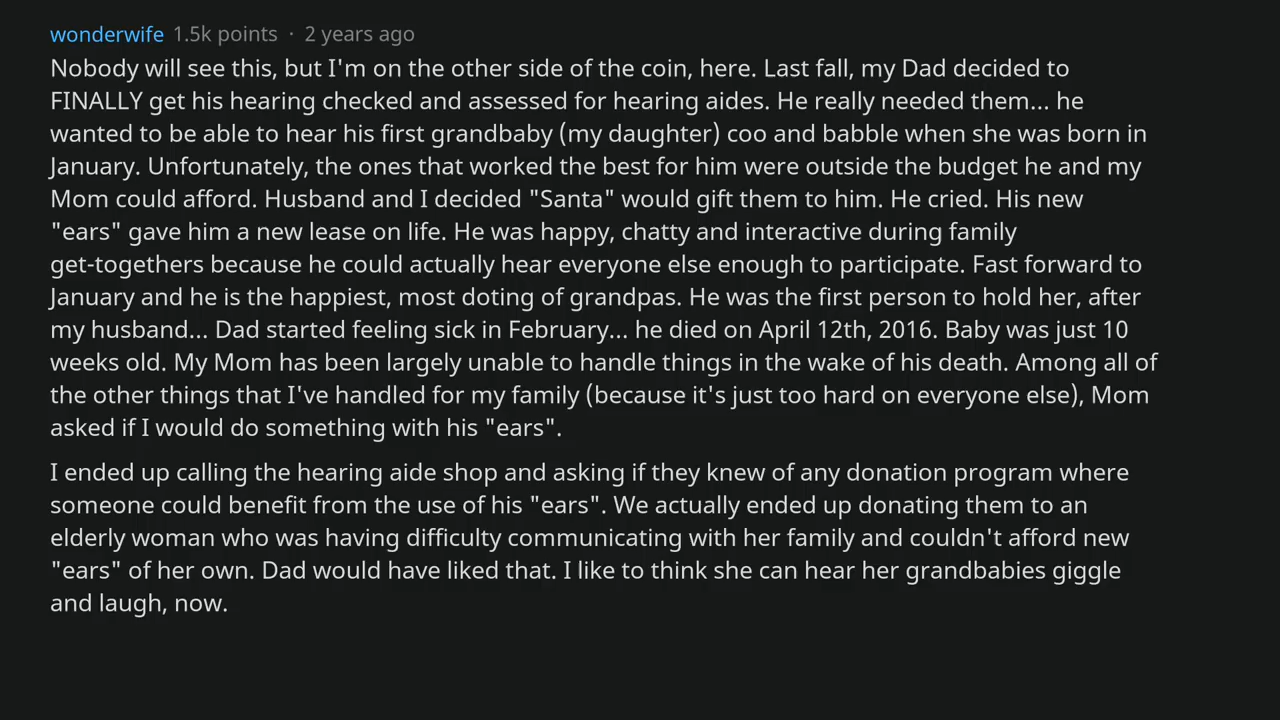 wonderwife 1.5k points · 2 years ago
Nobody will see this, but I'm on the other side of the coin, here. Last fall, my Dad decided to
FINALLY get his hearing checked and assessed for hearing aides. He really needed them... he
wanted to be able to hear his first grandbaby (my daughter) coo and babble when she was born in
January. Unfortunately, the ones that worked the best for him were outside the budget he and my
Mom could afford. Husband and I decided "Santa" would gift them to him. He cried. His new
"ears" gave him a new lease on life. He was happy, chatty and interactive during family
get-togethers because he could actually hear everyone else enough to participate. Fast forward to
January and he is the happiest, most doting of grandpas. He was the first person to hold her, after
my husband... Dad started feeling sick in February... he died on April 12th, 2016. Baby was just 10
weeks old. My Mom has been largely unable to handle things in the wake of his death. Among all of
the other things that I've handled for my family (because it's just too hard on everyone else), Mom
asked if I would do something with his "ears".
I ended up calling the hearing aide shop and asking if they knew of any donation program where
someone could benefit from the use of his "ears". We actually ended up donating them to an
elderly woman who was having difficulty communicating with her family and couldn't afford new
"ears" of her own. Dad would have liked that. I like to think she can hear her grandbabies giggle
and laugh, now.